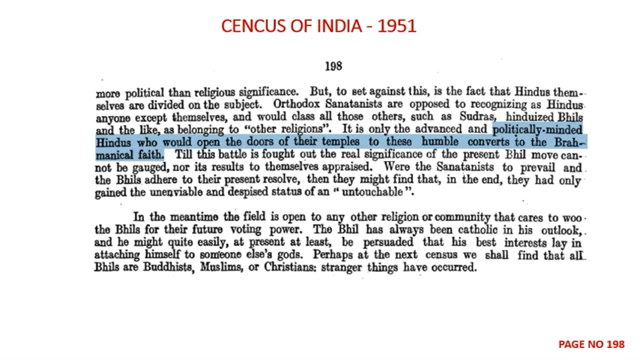 CENCUS OF INDIA - 1951
198
more political than religious significance. But, to set against this, is the fact that Hindus them-
selves are divided on the subject. Orthodox Sanatanists are opposed to recognizing as Hindus
anyone except themselves, and would class all those others, such as Sudras, hinduized Bhils
and the like, as belonging to "other religions". It is only the advanced and politically-minded
Hindus who would open the doors of their temples to these humble converts to the Brah-
manical faith. Till this battle is fought out the real significance of the present Bhil move can-
not be gauged, nor its results to themselves appraised. Were the Sanatanists to prevail and
the Bhils adhere to their present resolve, then they might find that, in the end, they had only
gained the unenviable and despised status of an "untouchable".
In the meantime the field is open to any other religion or community that cares to woo
the Bhils for their future voting power. The Bhil has always been catholic in his outlook,
and he might quite easily, at present at least, be persuaded that his best interests lay in
attaching himself to someone else's gods. Perhaps at the next census we shall find that all
Bhils are Buddhists, Muslims, or Christians: stranger things have occurred.
PAGE NO 198